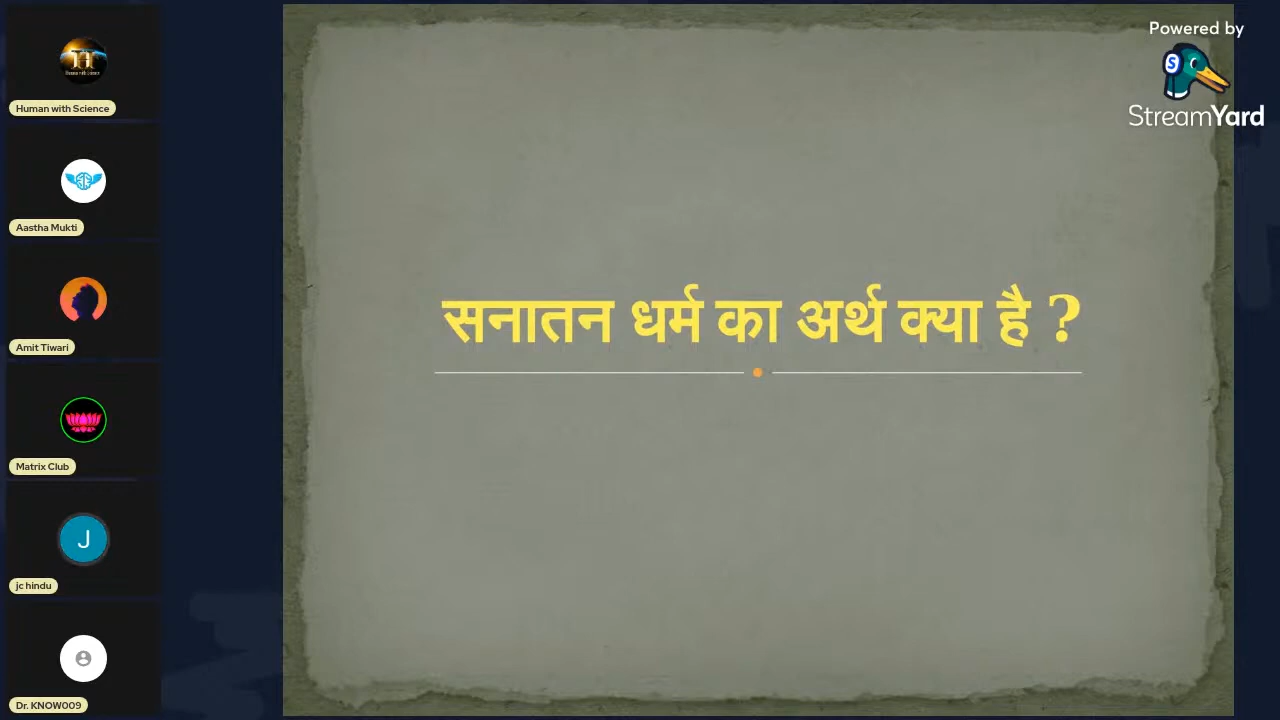 Human with Science
Aastha Mukti
Amit Tiwari
Matrix Club
J
jc hindu
Dr. KNOW009
सनातन धर्म का अर्थ क्या है ?
Powered by
S
StreamYard